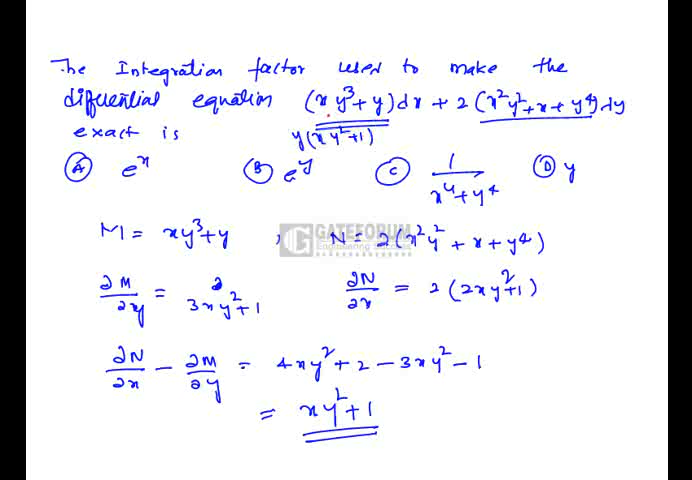 The Integration factor used to make the
diferential equation (xy³+y)dx + 2(x²y²+x+y⁴)dy
exact is y(xy²+1)
(A) eˣ (B) eʸ (C) 1/(x⁴+y⁴) (D) y
M = xy³+y , N = 2(x²y²+x+y⁴)
GATEFORUM
∂M/∂y = 3xy²+1 ∂N/∂x = 2(2xy²+1)
∂N/∂x - ∂M/∂y = 4xy²+2-3xy²-1
= xy²+1